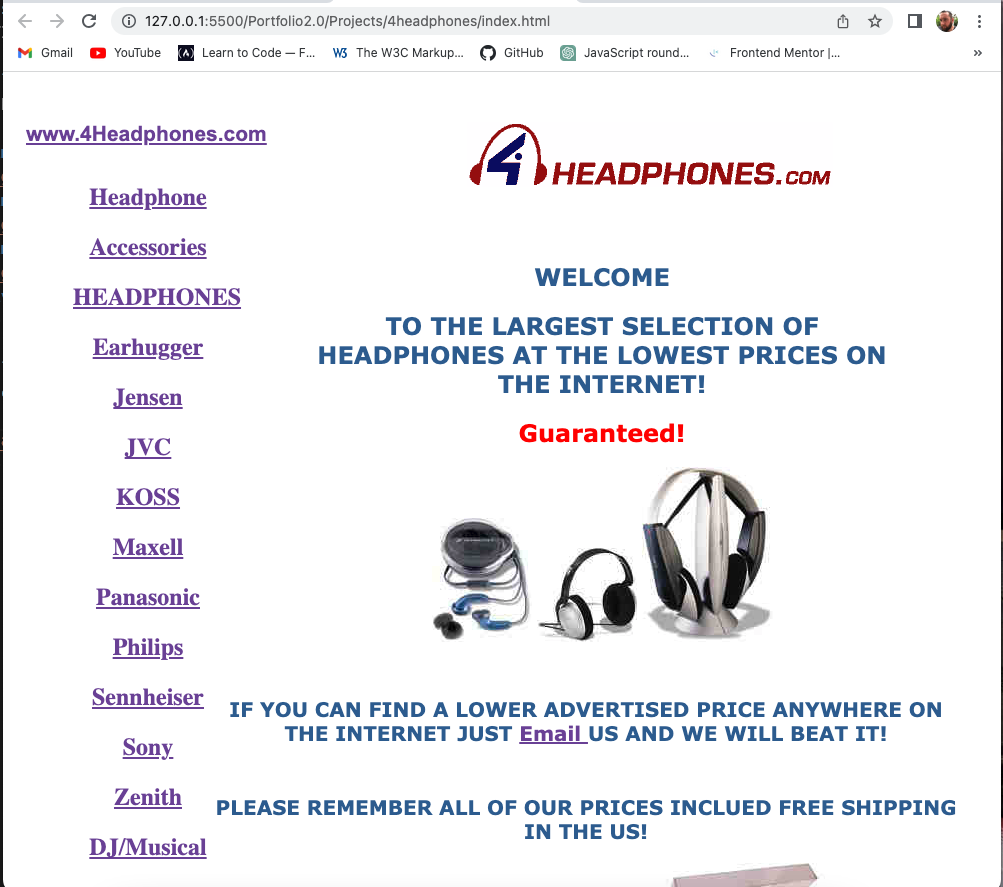 127.0.0.1:5500/Portfolio2.0/Projects/4headphones/index.html
Gmail YouTube Learn to Code — F... The W3C Markup... GitHub JavaScript round... Frontend Mentor |... »
www.4Headphones.com
Headphone
Accessories
HEADPHONES
Earhugger
Jensen
JVC
KOSS
Maxell
Panasonic
Philips
Sennheiser
Sony
Zenith
DJ/Musical
4 HEADPHONES.COM
WELCOME
TO THE LARGEST SELECTION OF
HEADPHONES AT THE LOWEST PRICES ON
THE INTERNET!
Guaranteed!
IF YOU CAN FIND A LOWER ADVERTISED PRICE ANYWHERE ON
THE INTERNET JUST Email US AND WE WILL BEAT IT!
PLEASE REMEMBER ALL OF OUR PRICES INCLUED FREE SHIPPING
IN THE US!